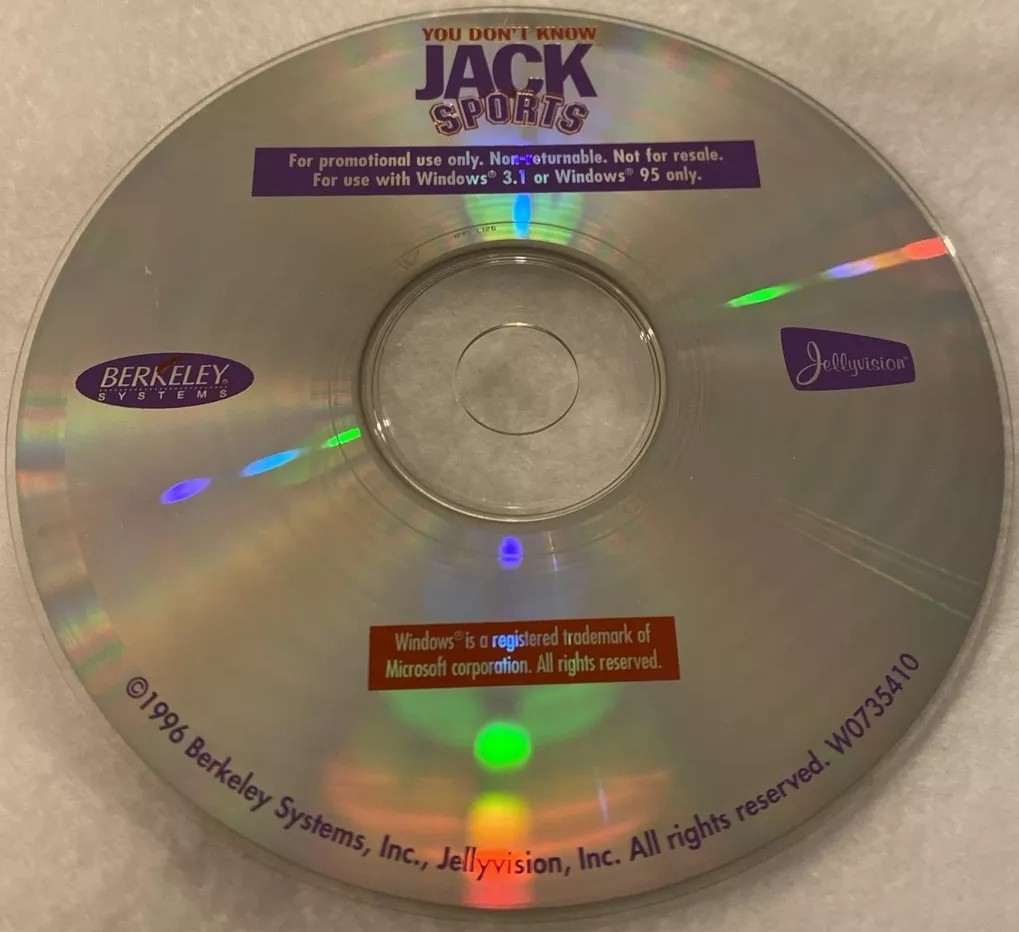 YOU DON'T KNOW
JACK
SPORTS
For promotional use only. Non-returnable. Not for resale.
For use with Windows® 3.1 or Windows® 95 only.
IFPI L126
BERKELEY
SYSTEMS
Jellyvision®
Windows® is a registered trademark of
Microsoft corporation. All rights reserved.
©1996 Berkeley Systems, Inc., Jellyvision, Inc. All rights reserved. W0735410